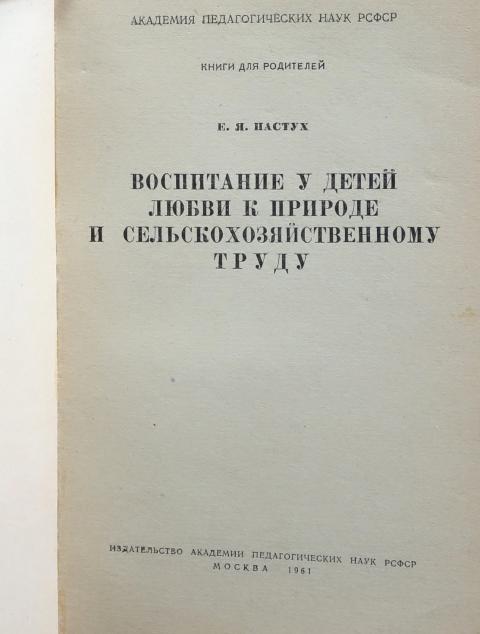 АКАДЕМИЯ ПЕДАГОГИЧЕСКИХ НАУК РСФСР
КНИГИ ДЛЯ РОДИТЕЛЕЙ
Е. Я. ПАСТУХ
ВОСПИТАНИЕ У ДЕТЕЙ
ЛЮБВИ К ПРИРОДЕ
И СЕЛЬСКОХОЗЯЙСТВЕННОМУ
ТРУДУ
ИЗДАТЕЛЬСТВО АКАДЕМИИ ПЕДАГОГИЧЕСКИХ НАУК РСФСР
МОСКВА 1961